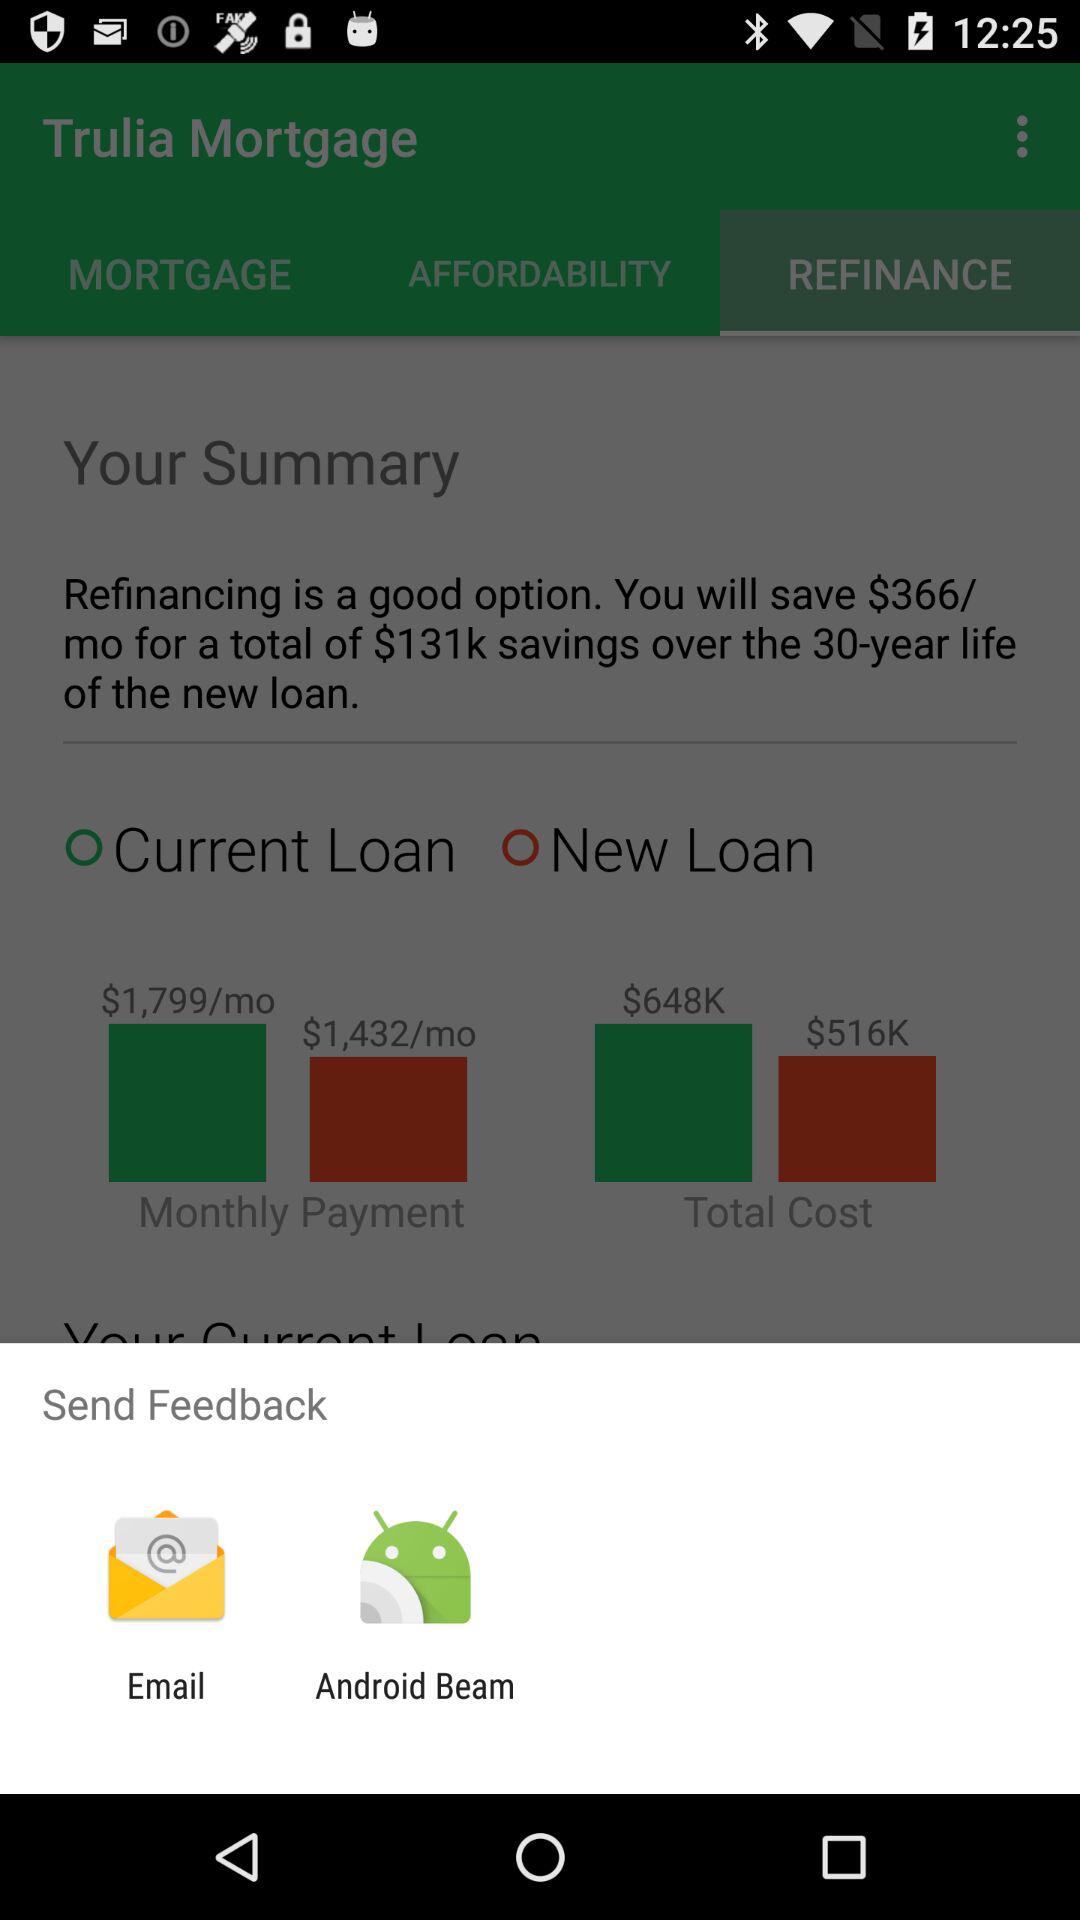 FAKE
12:25
Trulia Mortgage
MORTGAGE AFFORDABILITY REFINANCE
Your Summary
Refinancing is a good option. You will save $366/
mo for a total of $131k savings over the 30-year life
of the new loan.
Current Loan New Loan
$1,799/mo $648K
$1,432/mo $516K
Monthly Payment Total Cost
Your Current Loan
Send Feedback
@
Email Android Beam